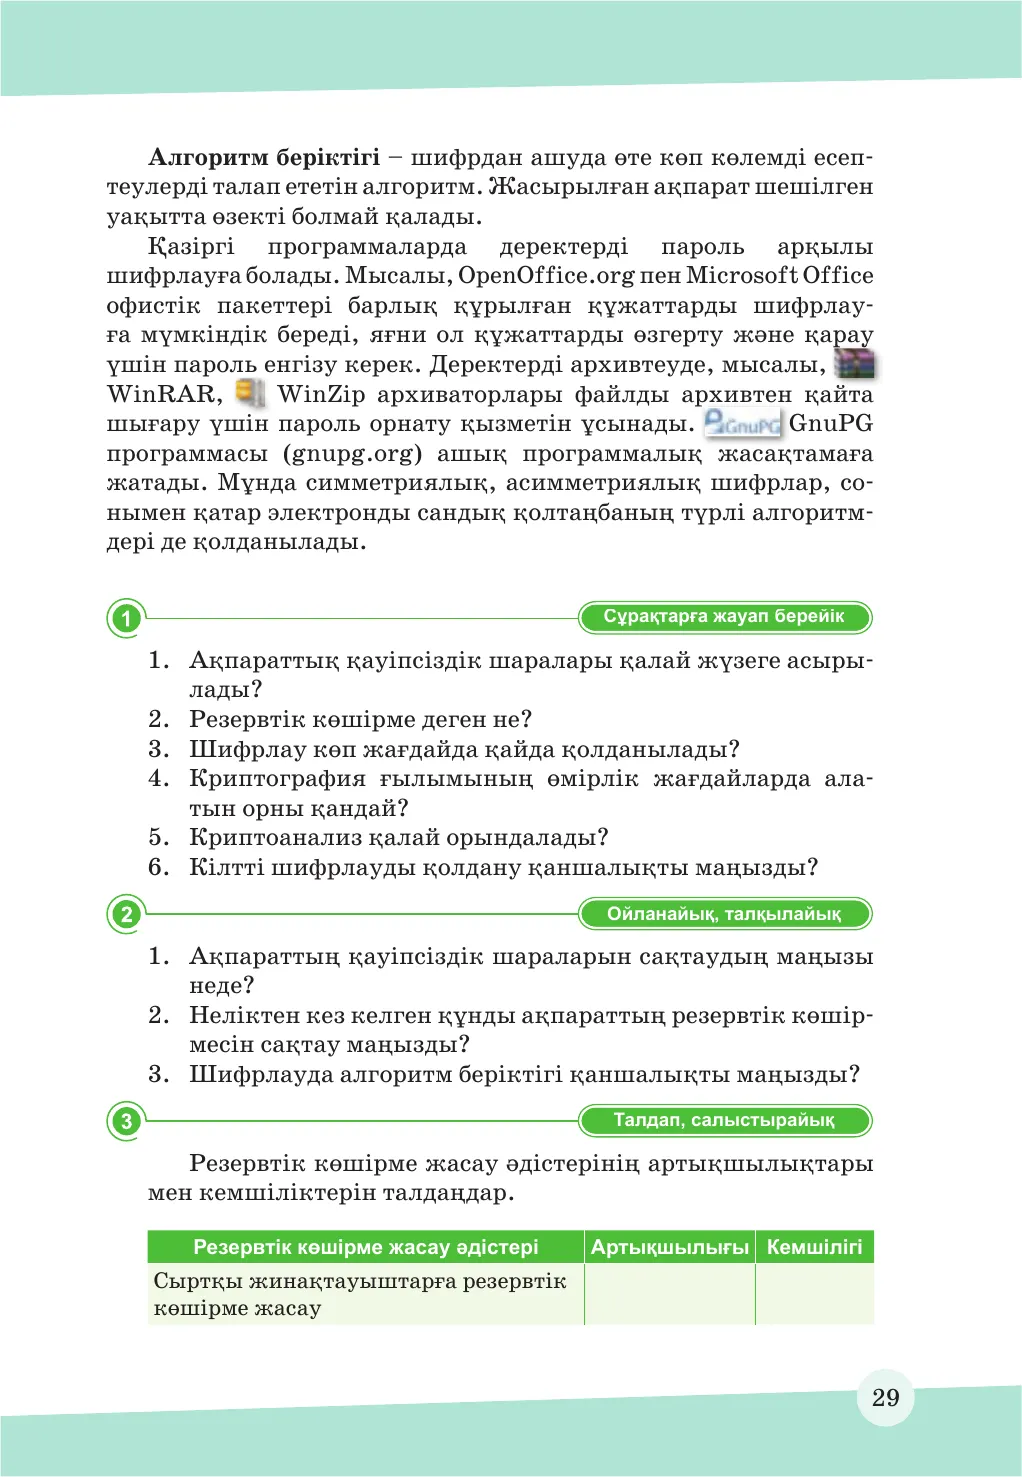 Алгоритм беріктігі – шифрдан ашуда өте көп көлемді есеп-
теулерді талап ететін алгоритм. Жасырылған ақпарат шешілген
уақытта өзекті болмай қалады.
Қазіргі программаларда деректерді пароль арқылы
шифрлауға болады. Мысалы, OpenOffice.org пен Microsoft Office
офистік пакеттері барлық құрылған құжаттарды шифрлау-
ға мүмкіндік береді, яғни ол құжаттарды өзгерту және қарау
үшін пароль енгізу керек. Деректерді архивтеуде, мысалы,
WinRAR, WinZip архиваторлары файлды архивтен қайта
шығару үшін пароль орнату қызметін ұсынады. GnuPG GnuPG
программасы (gnupg.org) ашық программалық жасақтамаға
жатады. Мұнда симметриялық, асимметриялық шифрлар, со-
нымен қатар электронды сандық қолтаңбаның түрлі алгоритм-
дері де қолданылады.
1 Сұрақтарға жауап берейік
1. Ақпараттық қауіпсіздік шаралары қалай жүзеге асыры-
лады?
2. Резервтік көшірме деген не?
3. Шифрлау көп жағдайда қайда қолданылады?
4. Криптография ғылымының өмірлік жағдайларда ала-
тын орны қандай?
5. Криптоанализ қалай орындалады?
6. Кілтті шифрлауды қолдану қаншалықты маңызды?
2 Ойланайық, талқылайық
1. Ақпараттың қауіпсіздік шараларын сақтаудың маңызы
неде?
2. Неліктен кез келген құнды ақпараттың резервтік көшір-
месін сақтау маңызды?
3. Шифрлауда алгоритм беріктігі қаншалықты маңызды?
3 Талдап, салыстырайық
Резервтік көшірме жасау әдістерінің артықшылықтары
мен кемшіліктерін талдаңдар.
Резервтік көшірме жасау әдістері Артықшылығы Кемшілігі
Сыртқы жинақтауыштарға резервтік
көшірме жасау
29